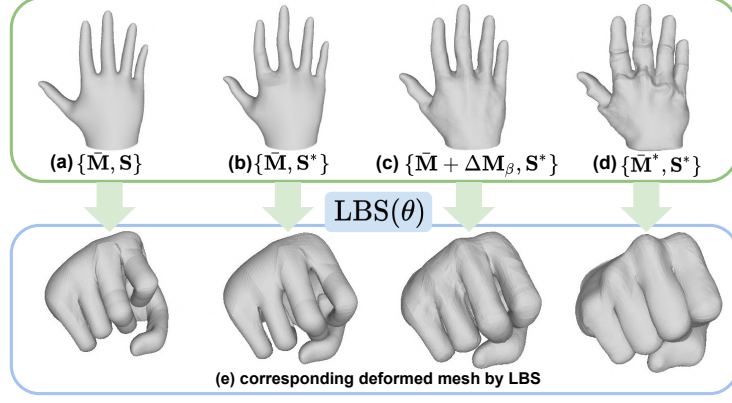 (a) {M̄, S}
(b) {M̄, S*}
(c) {M̄ + ΔM_β, S*}
(d) {M̄*, S*}
LBS(θ)
(e) corresponding deformed mesh by LBS